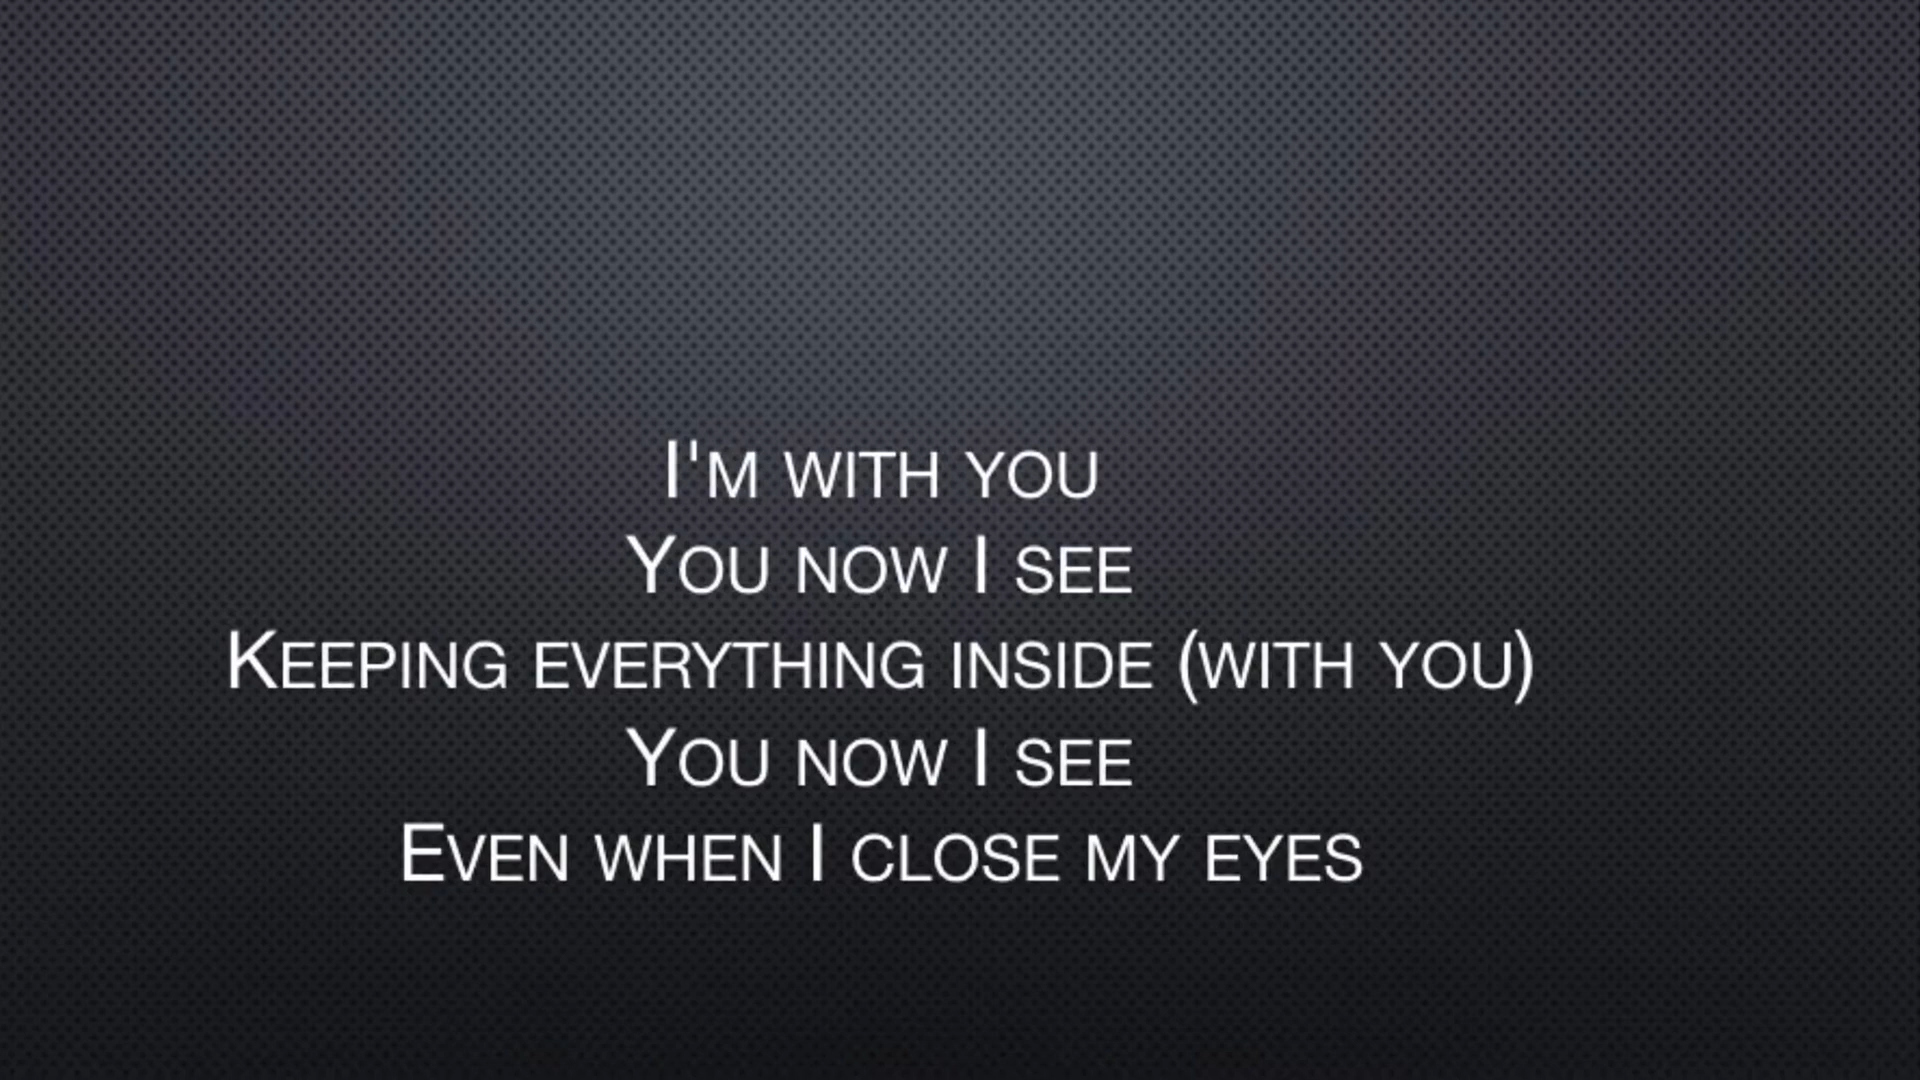 I'm with you
You now I see
Keeping everything inside (with you)
You now I see
Even when I close my eyes